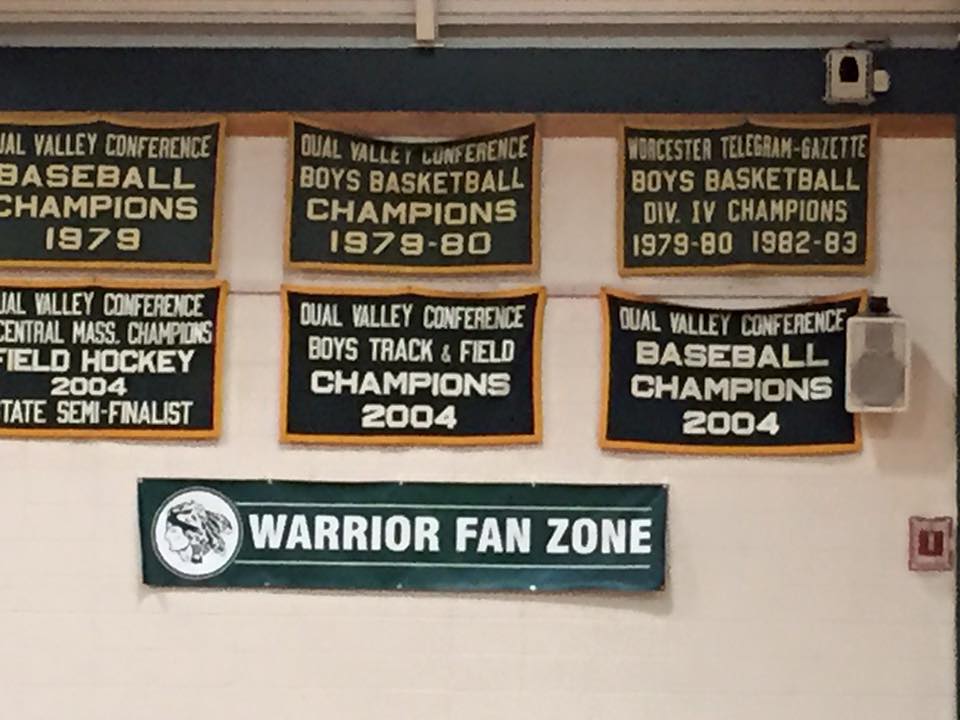 UAL VALLEY CONFERENCE
BASEBALL
CHAMPIONS
1979
DUAL VALLEY CONFERENCE
BOYS BASKETBALL
CHAMPIONS
1979-80
WORCESTER TELEGRAM-GAZETTE
BOYS BASKETBALL
DIV. IV CHAMPIONS
1979-80 1982-83
UAL VALLEY CONFERENCE
CENTRAL MASS. CHAMPIONS
FIELD HOCKEY
2004
TATE SEMI-FINALIST
DUAL VALLEY CONFERENCE
BOYS TRACK & FIELD
CHAMPIONS
2004
DUAL VALLEY CONFERENCE
BASEBALL
CHAMPIONS
2004
WARRIOR FAN ZONE